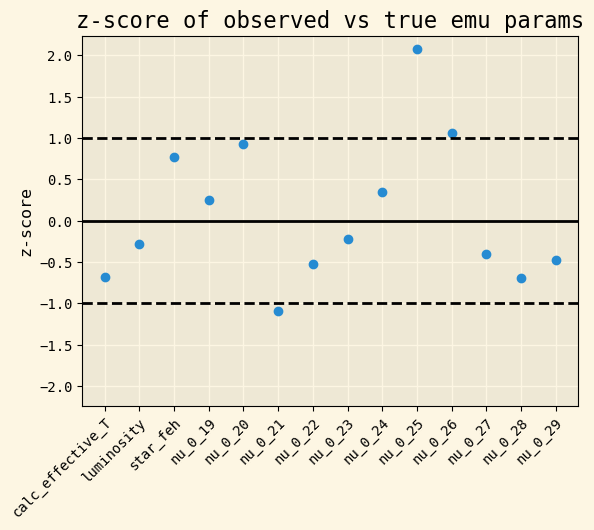 z-score of observed vs true emu params
z-score
2.0
1.5
1.0
0.5
0.0
−0.5
−1.0
−1.5
−2.0
calc_effective_T
luminosity
star_feh
nu_0_19
nu_0_20
nu_0_21
nu_0_22
nu_0_23
nu_0_24
nu_0_25
nu_0_26
nu_0_27
nu_0_28
nu_0_29